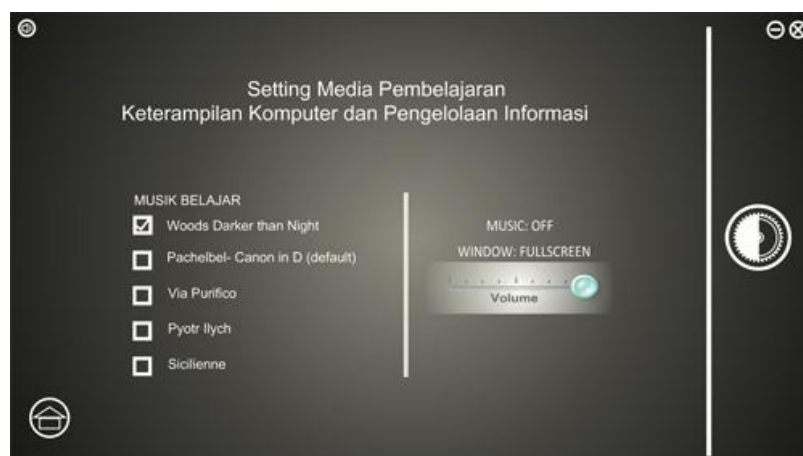 Setting Media Pembelajaran
Keterampilan Komputer dan Pengelolaan Informasi
MUSIK BELAJAR
Woods Darker than Night
Pachelbel- Canon in D (default)
Via Purifico
Pyotr Ilych
Sicilienne
MUSIC: OFF
WINDOW: FULLSCREEN
Volume